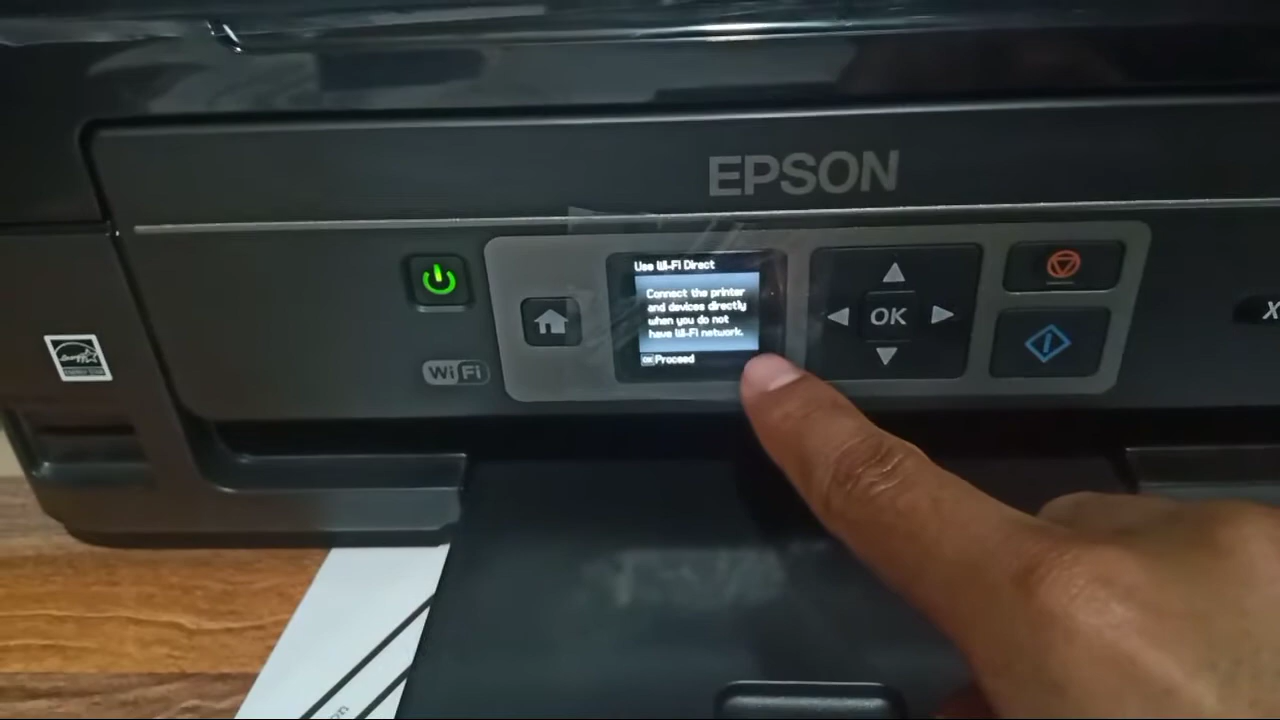 EPSON
Use Wi-Fi Direct
Connect the printer
and devices directly
when you do not
have Wi-Fi network.
OK Proceed
OK
WiFi
X